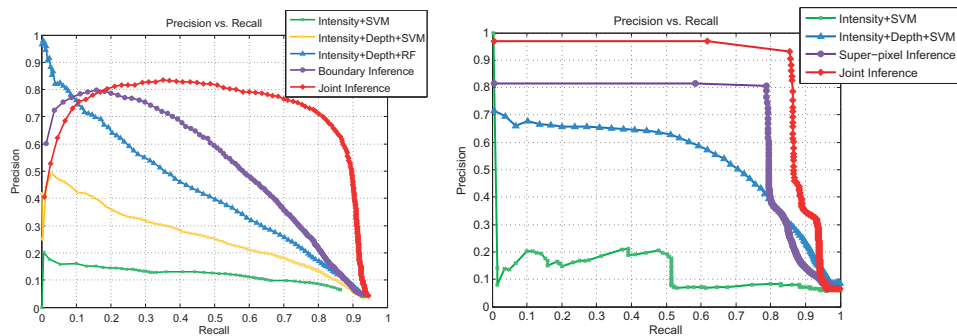 Precision vs. Recall
Intensity+SVM
Intensity+Depth+SVM
Intensity+Depth+RF
Boundary Inference
Joint Inference
Precision
1
0.9
0.8
0.7
0.6
0.5
0.4
0.3
0.2
0.1
0
0 0.1 0.2 0.3 0.4 0.5 0.6 0.7 0.8 0.9 1
Recall
Precision vs. Recall
Intensity+SVM
Intensity+Depth+SVM
Super-pixel Inference
Joint Inference
Precision
1
0.9
0.8
0.7
0.6
0.5
0.4
0.3
0.2
0.1
0
0 0.1 0.2 0.3 0.4 0.5 0.6 0.7 0.8 0.9 1
Recall